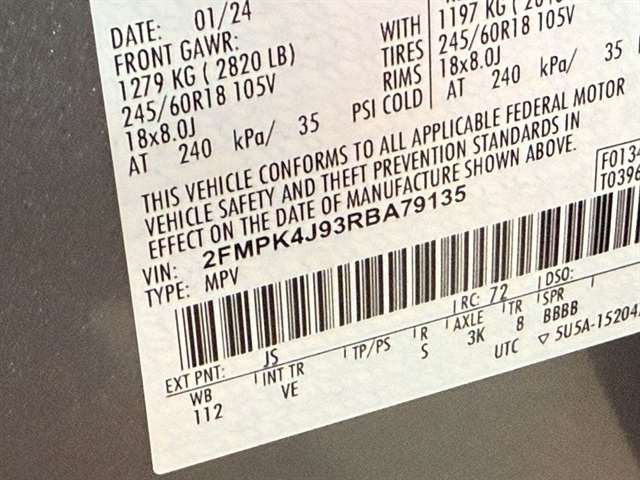 DATE: 01/24
FRONT GAWR:
1279 KG ( 2820 LB)
245/60R18 105V
18x8.0J
AT 240 kPa/ 35 PSI COLD
WITH
TIRES
RIMS
1197 KG
245/60R18 105V
18x8.0J
AT 240 kPa/ 35
THIS VEHICLE CONFORMS TO ALL APPLICABLE FEDERAL MOTOR
VEHICLE SAFETY AND THEFT PREVENTION STANDARDS IN
EFFECT ON THE DATE OF MANUFACTURE SHOWN ABOVE.
VIN: 2FMPK4J93RBA79135
TYPE: MPV
F0134
T0396
EXT PNT: JS RC: 72 DSO:
WB INT TR TP/PS R AXLE TR SPR
112 VE S 3K 8 BBBB
UTC ▽ 5U5A-15204